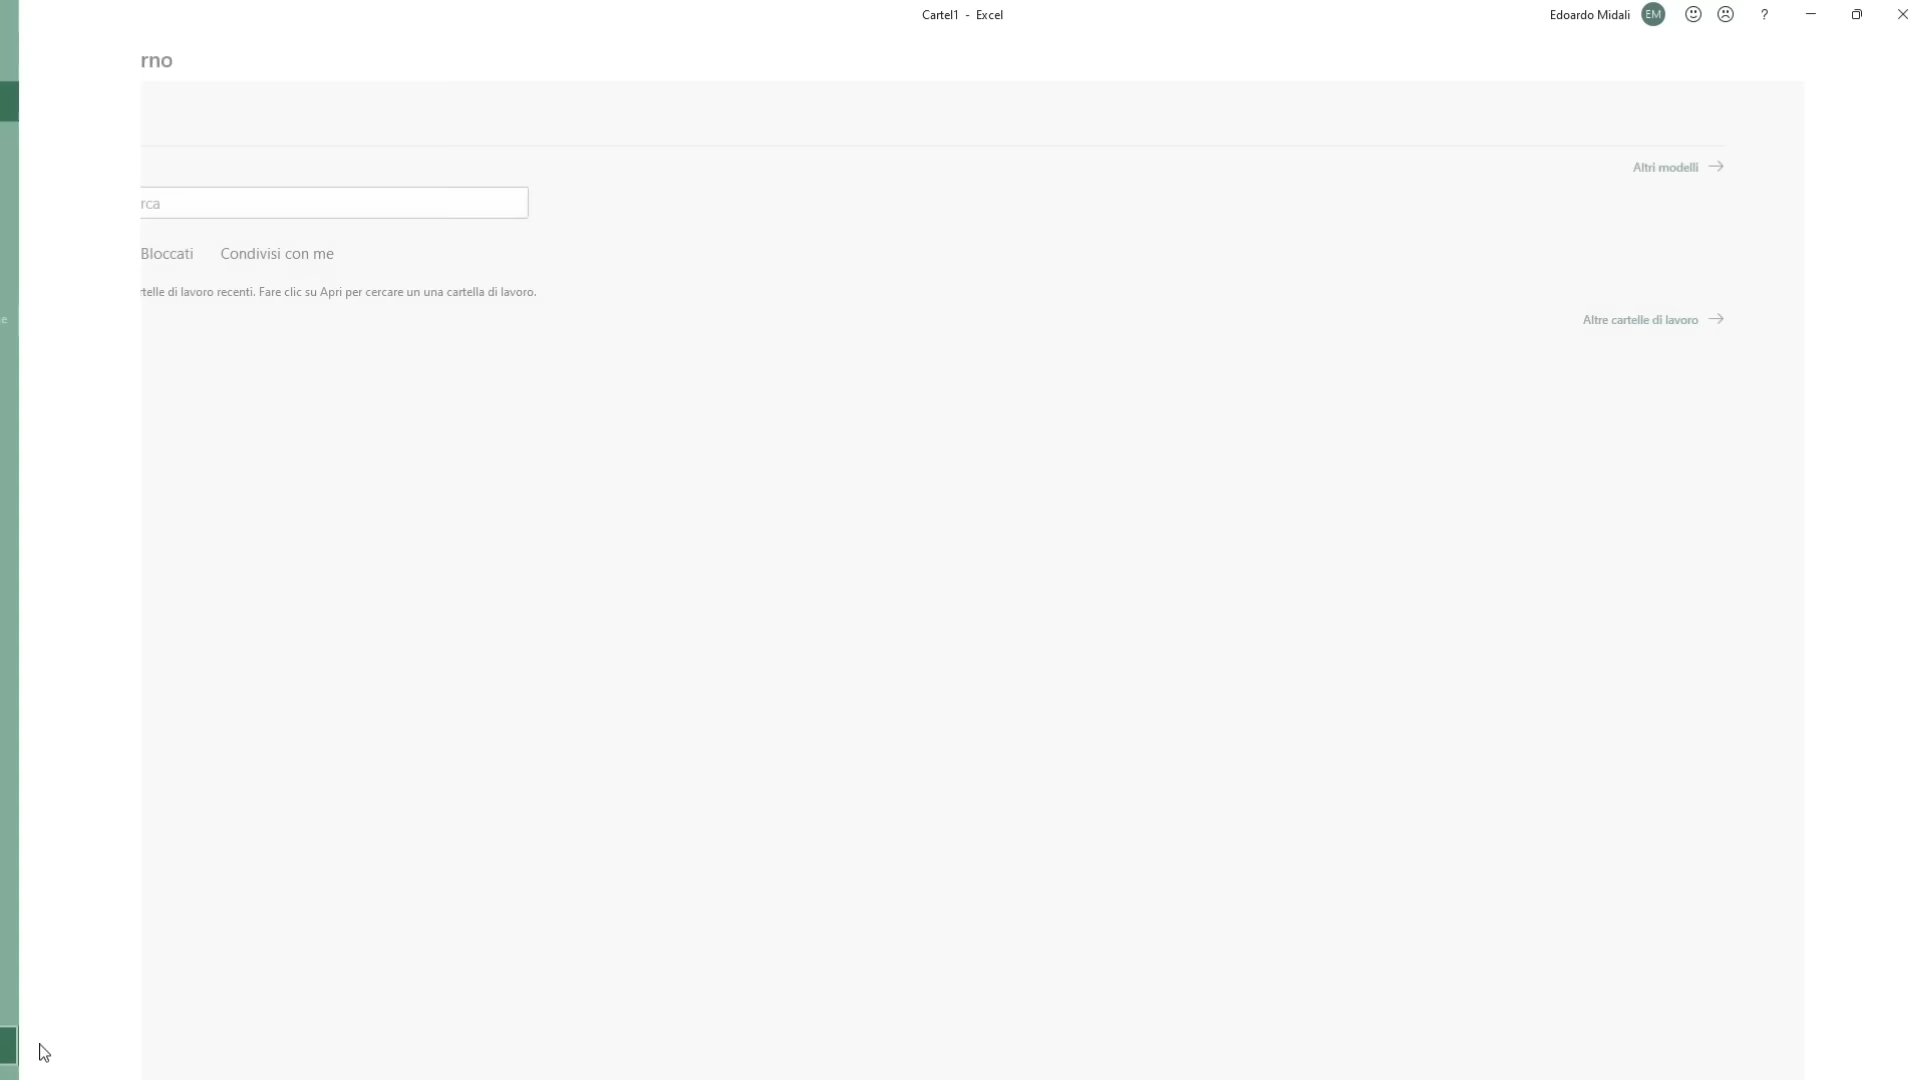 Cartel1 - Excel
Edoardo Midali EM ?
rno
Altri modelli
rca
Bloccati Condivisi con me
telle di lavoro recenti. Fare clic su Apri per cercare un una cartella di lavoro.
e
Altre cartelle di lavoro